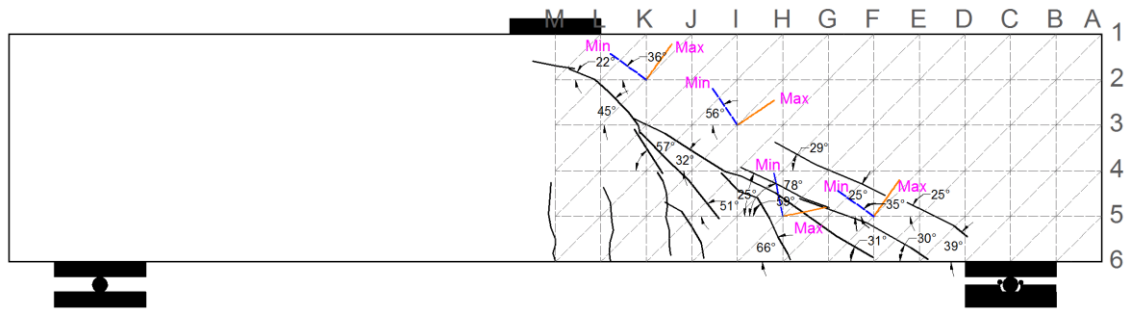 M L K J I H G F E D C B A
1
Min 36° Max
22°
2
Min
45° 56° Max
3
57° 29°
32° Min
4
25° 78° 25° Max 25°
51° 59° 35°
5
Max
66° 31° 30° 39°
6